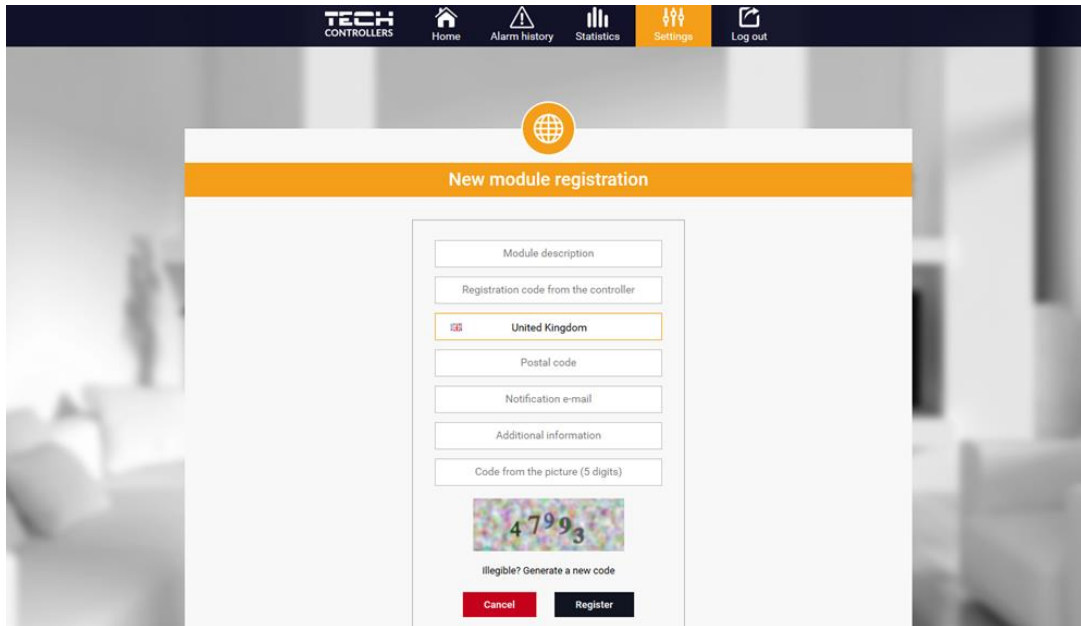 TECH
CONTROLLERS
Home
Alarm history
Statistics
Settings
Log out
New module registration
Module description
Registration code from the controller
United Kingdom
Postal code
Notification e-mail
Additional information
Code from the picture (5 digits)
47993
Illegible? Generate a new code
Cancel
Register